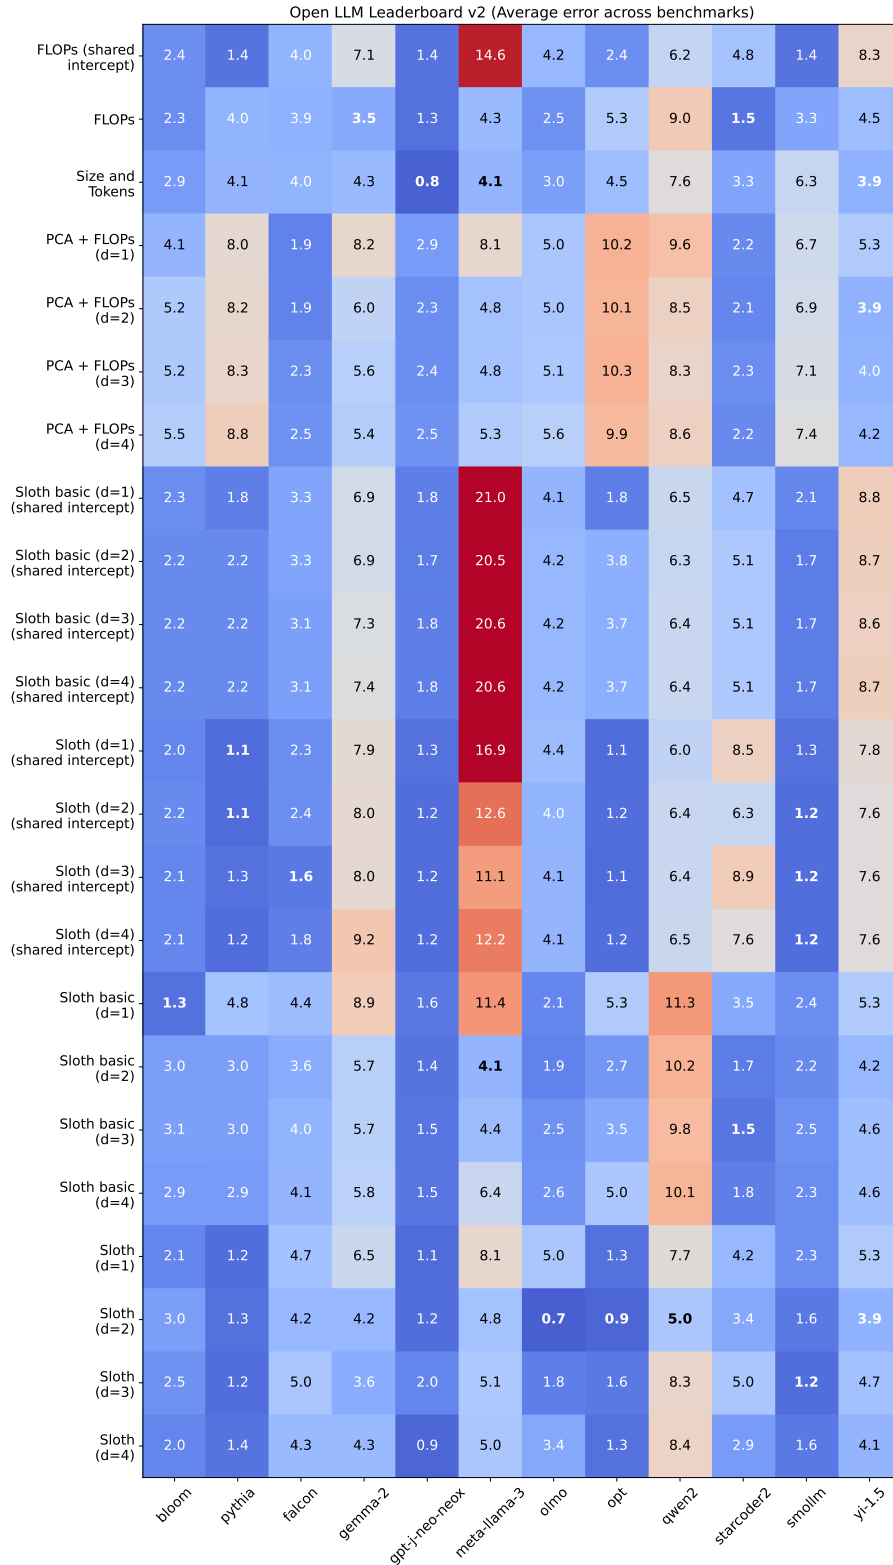 Open LLM Leaderboard v2 (Average error across benchmarks)
FLOPs (shared
intercept)
2.4 1.4 4.0 7.1 1.4 14.6 4.2 2.4 6.2 4.8 1.4 8.3
FLOPs
2.3 4.0 3.9 3.5 1.3 4.3 2.5 5.3 9.0 1.5 3.3 4.5
Size and
Tokens
2.9 4.1 4.0 4.3 0.8 4.1 3.0 4.5 7.6 3.3 6.3 3.9
PCA + FLOPs
(d=1)
4.1 8.0 1.9 8.2 2.9 8.1 5.0 10.2 9.6 2.2 6.7 5.3
PCA + FLOPs
(d=2)
5.2 8.2 1.9 6.0 2.3 4.8 5.0 10.1 8.5 2.1 6.9 3.9
PCA + FLOPs
(d=3)
5.2 8.3 2.3 5.6 2.4 4.8 5.1 10.3 8.3 2.3 7.1 4.0
PCA + FLOPs
(d=4)
5.5 8.8 2.5 5.4 2.5 5.3 5.6 9.9 8.6 2.2 7.4 4.2
Sloth basic (d=1)
(shared intercept)
2.3 1.8 3.3 6.9 1.8 21.0 4.1 1.8 6.5 4.7 2.1 8.8
Sloth basic (d=2)
(shared intercept)
2.2 2.2 3.3 6.9 1.7 20.5 4.2 3.8 6.3 5.1 1.7 8.7
Sloth basic (d=3)
(shared intercept)
2.2 2.2 3.1 7.3 1.8 20.6 4.2 3.7 6.4 5.1 1.7 8.6
Sloth basic (d=4)
(shared intercept)
2.2 2.2 3.1 7.4 1.8 20.6 4.2 3.7 6.4 5.1 1.7 8.7
Sloth (d=1)
(shared intercept)
2.0 1.1 2.3 7.9 1.3 16.9 4.4 1.1 6.0 8.5 1.3 7.8
Sloth (d=2)
(shared intercept)
2.2 1.1 2.4 8.0 1.2 12.6 4.0 1.2 6.4 6.3 1.2 7.6
Sloth (d=3)
(shared intercept)
2.1 1.3 1.6 8.0 1.2 11.1 4.1 1.1 6.4 8.9 1.2 7.6
Sloth (d=4)
(shared intercept)
2.1 1.2 1.8 9.2 1.2 12.2 4.1 1.2 6.5 7.6 1.2 7.6
Sloth basic
(d=1)
1.3 4.8 4.4 8.9 1.6 11.4 2.1 5.3 11.3 3.5 2.4 5.3
Sloth basic
(d=2)
3.0 3.0 3.6 5.7 1.4 4.1 1.9 2.7 10.2 1.7 2.2 4.2
Sloth basic
(d=3)
3.1 3.0 4.0 5.7 1.5 4.4 2.5 3.5 9.8 1.5 2.5 4.6
Sloth basic
(d=4)
2.9 2.9 4.1 5.8 1.5 6.4 2.6 5.0 10.1 1.8 2.3 4.6
Sloth
(d=1)
2.1 1.2 4.7 6.5 1.1 8.1 5.0 1.3 7.7 4.2 2.3 5.3
Sloth
(d=2)
3.0 1.3 4.2 4.2 1.2 4.8 0.7 0.9 5.0 3.4 1.6 3.9
Sloth
(d=3)
2.5 1.2 5.0 3.6 2.0 5.1 1.8 1.6 8.3 5.0 1.2 4.7
Sloth
(d=4)
2.0 1.4 4.3 4.3 0.9 5.0 3.4 1.3 8.4 2.9 1.6 4.1
bloom pythia falcon gemma-2 gpt-j-neo-neox meta-llama-3 olmo opt qwen2 starcoder2 smollm yi-1.5